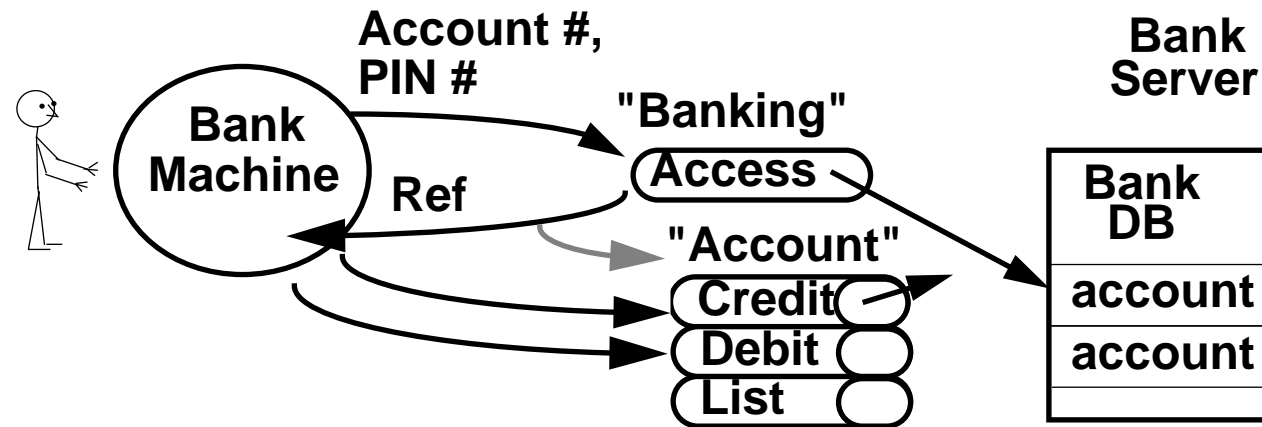 Account #,
PIN #
Bank
Server
Bank
Machine
"Banking"
Access
Ref
Bank
DB
"Account"
Credit
account
Debit
account
List